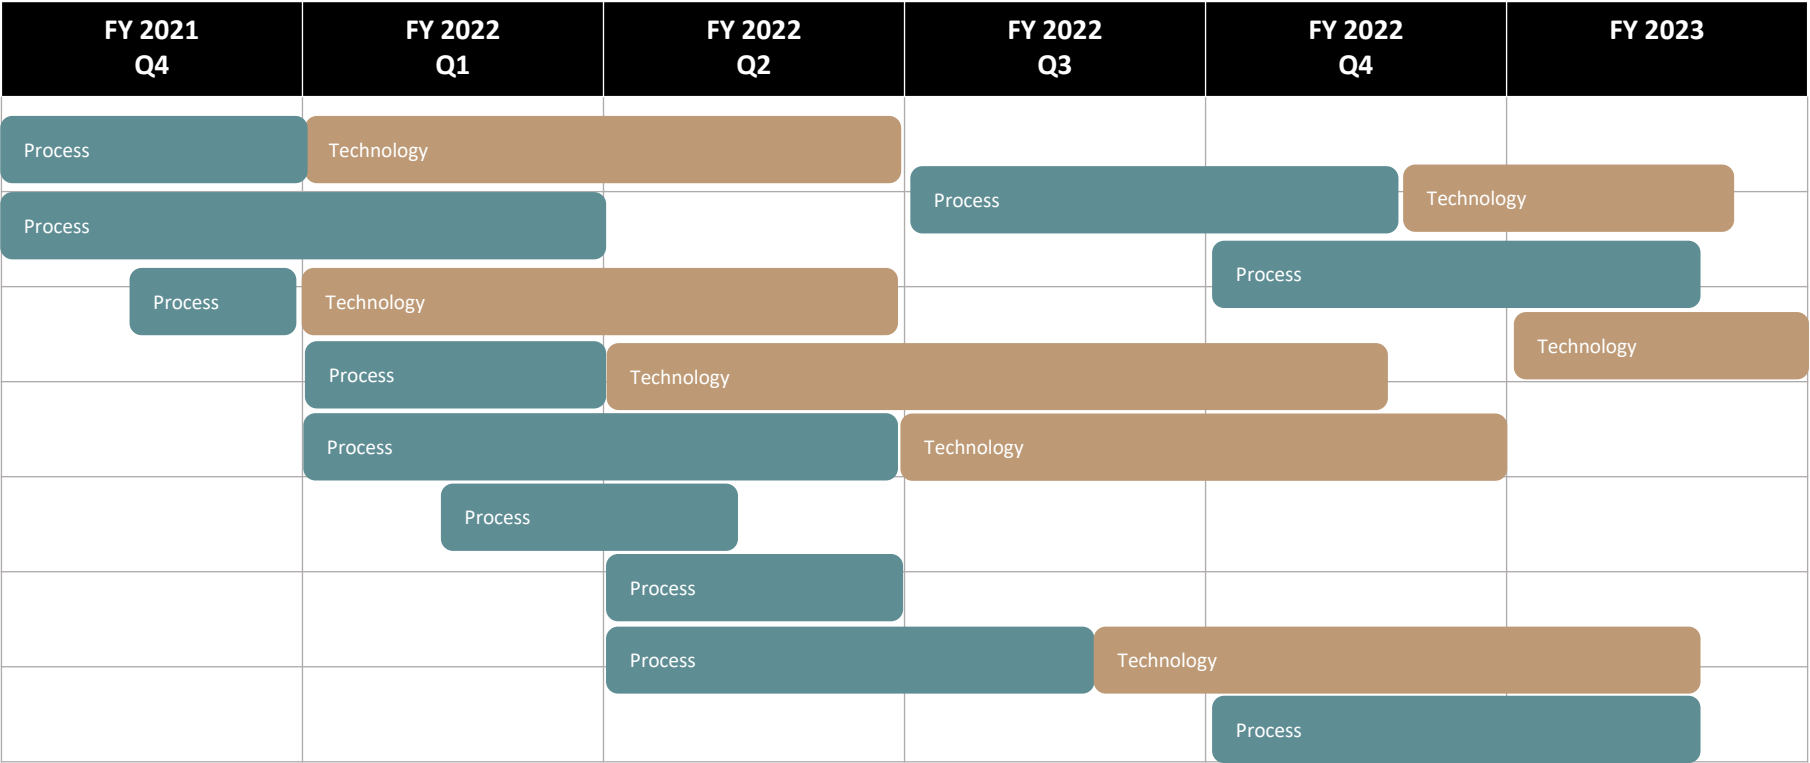 FY 2021
Q4
FY 2022
Q1
FY 2022
Q2
FY 2022
Q3
FY 2022
Q4
FY 2023
Process
Technology
Process
Technology
Process
Process
Process
Technology
Technology
Process
Technology
Process
Technology
Process
Process
Process
Technology
Process